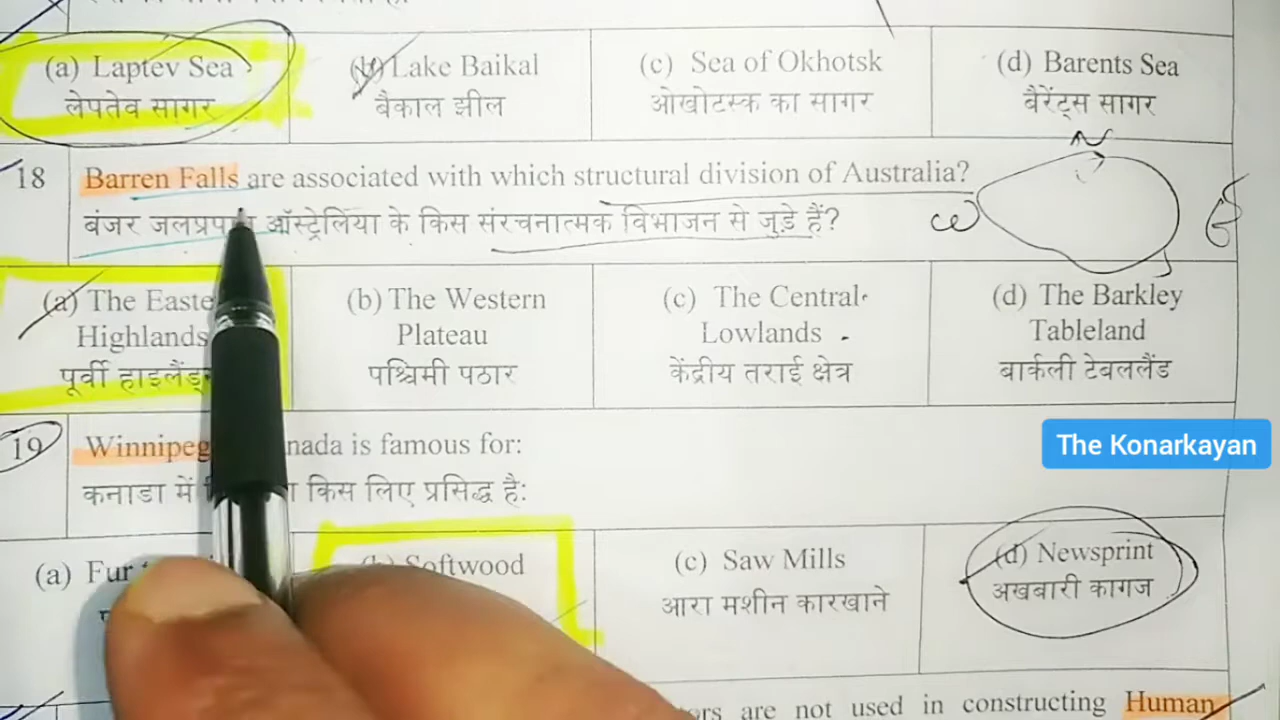 (a) Laptev Sea
लेपतेव सागर
(b) Lake Baikal
बैकाल झील
(c) Sea of Okhotsk
ओखोटस्क का सागर
(d) Barents Sea
बैरेंट्स सागर
N
18
Barren Falls are associated with which structural division of Australia?
बंजर जलप्रपात ऑस्ट्रेलिया के किस संरचनात्मक विभाजन से जुड़े हैं?
W
E
S
(a) The Easte
Highlands
पूर्वी हाइलैंड्
(b) The Western
Plateau
पश्चिमी पठार
(c) The Central
Lowlands
केंद्रीय तराई क्षेत्र
(d) The Barkley
Tableland
बार्कली टेबललैंड
The Konarkayan
19
Winnipeg nada is famous for:
कनाडा में किस लिए प्रसिद्ध है:
(a) Fur
(b) Softwood
(c) Saw Mills
आरा मशीन कारखाने
(d) Newsprint
अखबारी कागज
ors are not used in constructing Human